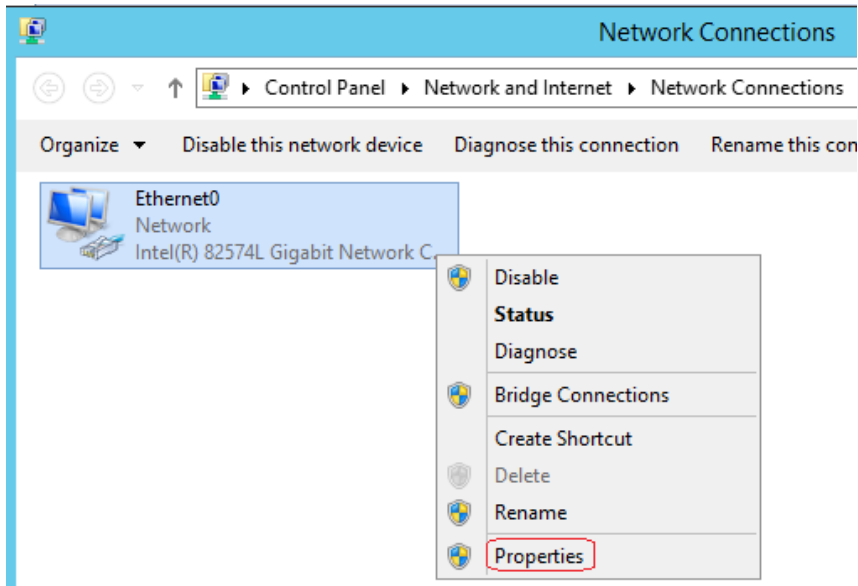 Network Connections
Control Panel Network and Internet Network Connections
Organize Disable this network device Diagnose this connection Rename this con
Ethernet0
Network
Intel(R) 82574L Gigabit Network C...
Disable
Status
Diagnose
Bridge Connections
Create Shortcut
Delete
Rename
Properties